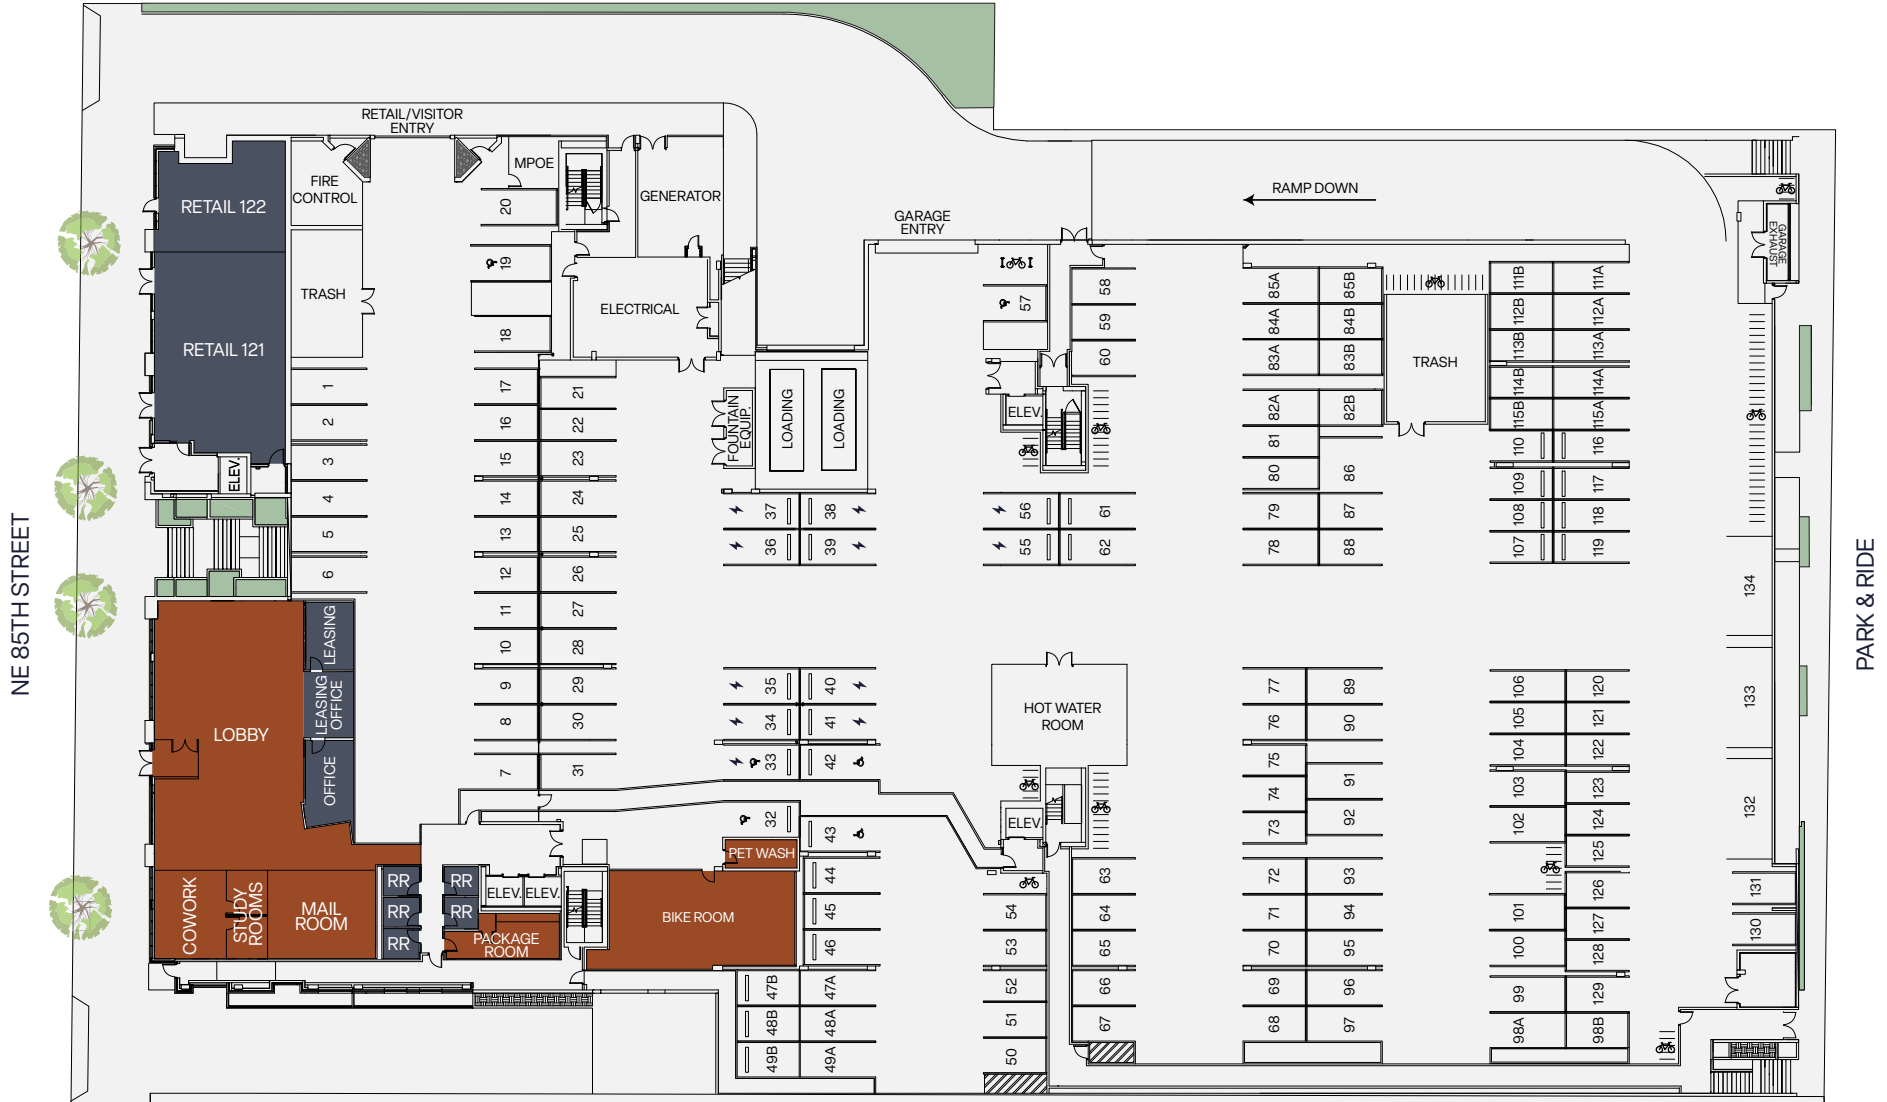 NE 85TH STREET
PARK & RIDE
RETAIL/VISITOR
ENTRY
RETAIL 122
RETAIL 121
FIRE
CONTROL
TRASH
MPOE
GENERATOR
ELECTRICAL
ELEV.
GARAGE
ENTRY
RAMP DOWN
GARAGE
EXHAUST
FOUNTAIN
EQUIP.
LOADING
LOADING
ELEV.
TRASH
20
19
18
1
2
3
4
5
6
17
16
15
14
13
12
11
10
9
8
7
21
22
23
24
25
26
27
28
29
30
31
37
38
36
39
35
40
34
41
33
42
32
43
44
45
46
47B
47A
48B
48A
49B
49A
57
56
55
54
53
52
51
50
58
59
60
61
62
63
64
65
66
67
85A
85B
84A
84B
83A
83B
82A
82B
81
80
86
79
87
78
88
77
89
76
90
75
91
74
92
73
72
93
71
94
70
95
69
96
68
97
111B
111A
112B
112A
113B
113A
114B
114A
115B
115A
110
116
109
117
108
118
107
119
106
120
105
121
104
122
103
123
102
124
125
126
101
127
100
128
99
129
98A
98B
134
133
132
131
130
LEASING
LEASING
OFFICE
OFFICE
LOBBY
HOT WATER
ROOM
ELEV.
COWORK
STUDY
ROOMS
MAIL
ROOM
RR
RR
RR
RR
RR
ELEV.
ELEV.
PACKAGE
ROOM
PET WASH
BIKE ROOM